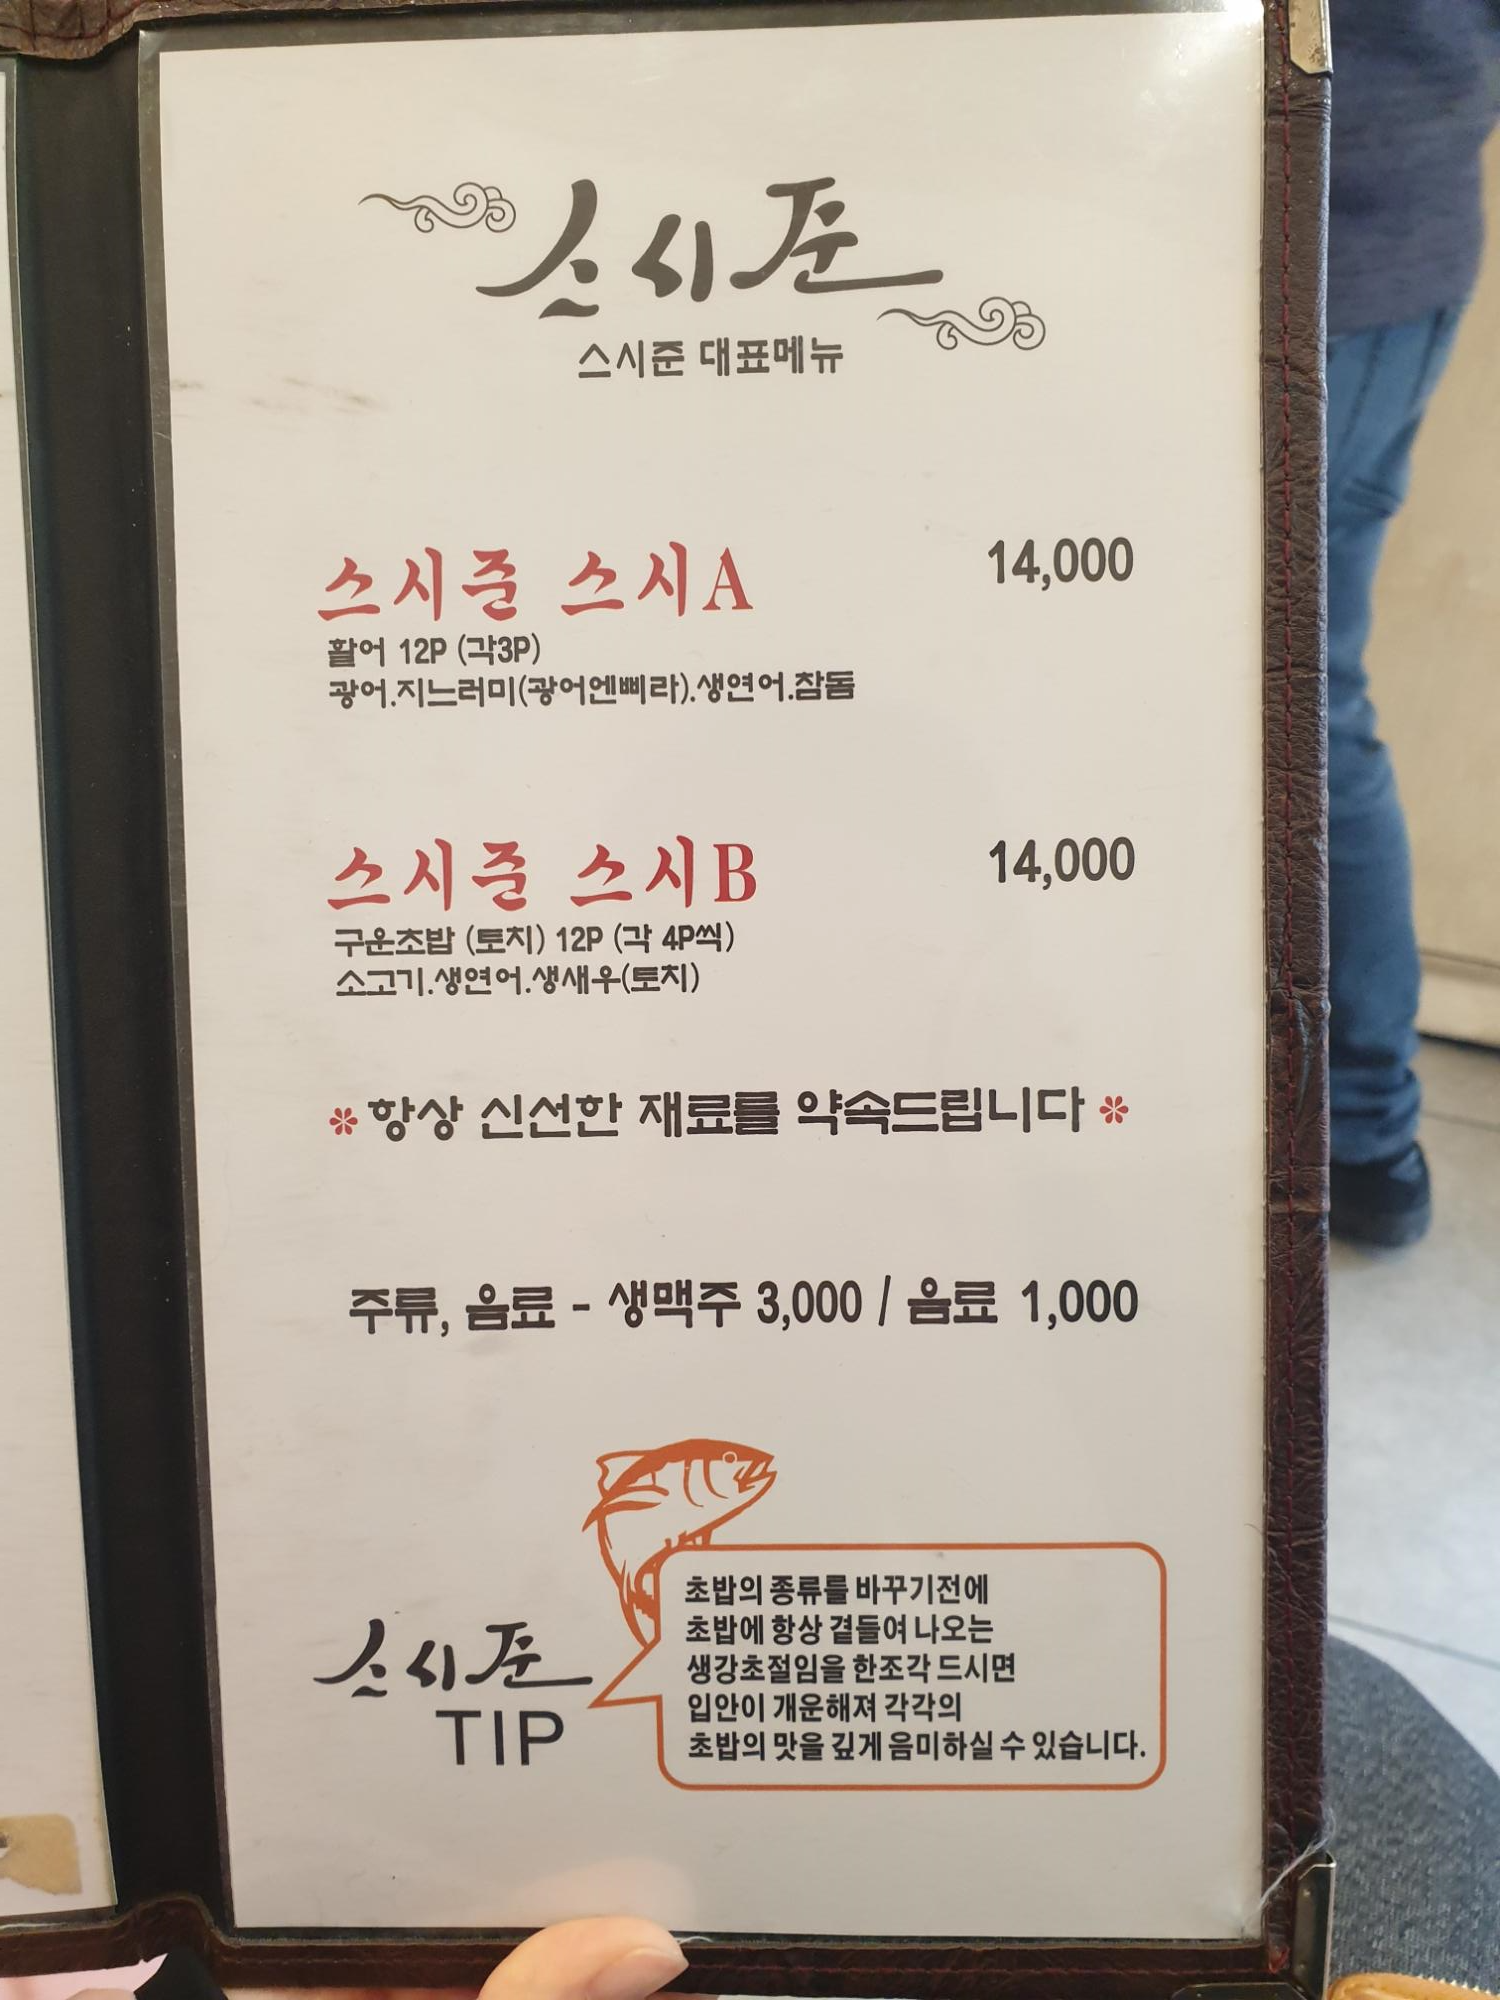 스시준
스시준 대표메뉴
스시준 스시A 14,000
활어 12P (각3P)
광어.지느러미(광어엔삐라).생연어.참돔
스시준 스시B 14,000
구운초밥 (토치) 12P (각 4P씩)
소고기.생연어.생새우(토치)
* 항상 신선한 재료를 약속드립니다 *
주류, 음료 - 생맥주 3,000 / 음료 1,000
초밥의 종류를 바꾸기전에
초밥에 항상 곁들여 나오는
생강초절임을 한조각 드시면
입안이 개운해져 각각의
초밥의 맛을 깊게 음미하실 수 있습니다.
스시준
TIP